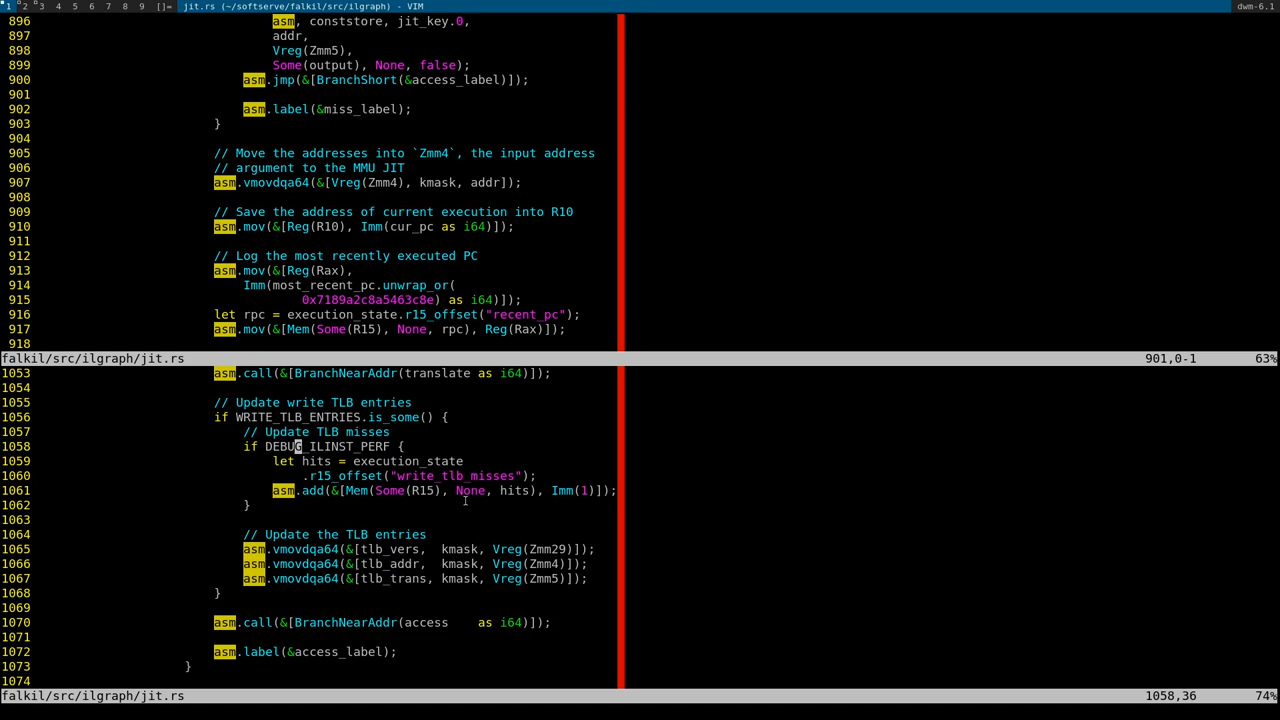 1 2 3 4 5 6 7 8 9 []= jit.rs (~/softserve/falkil/src/ilgraph) - VIM dwm-6.1
896 asm, conststore, jit_key.0,
897 addr,
898 Vreg(Zmm5),
899 Some(output), None, false);
900 asm.jmp(&[BranchShort(&access_label)]);
901
902 asm.label(&miss_label);
903 }
904
905 // Move the addresses into `Zmm4`, the input address
906 // argument to the MMU JIT
907 asm.vmovdqa64(&[Vreg(Zmm4), kmask, addr]);
908
909 // Save the address of current execution into R10
910 asm.mov(&[Reg(R10), Imm(cur_pc as i64)]);
911
912 // Log the most recently executed PC
913 asm.mov(&[Reg(Rax),
914 Imm(most_recent_pc.unwrap_or(
915 0x7189a2c8a5463c8e) as i64)]);
916 let rpc = execution_state.r15_offset("recent_pc");
917 asm.mov(&[Mem(Some(R15), None, rpc), Reg(Rax)]);
918
falkil/src/ilgraph/jit.rs 901,0-1 63%
1053 asm.call(&[BranchNearAddr(translate as i64)]);
1054
1055 // Update write TLB entries
1056 if WRITE_TLB_ENTRIES.is_some() {
1057 // Update TLB misses
1058 if DEBUG_ILINST_PERF {
1059 let hits = execution_state
1060 .r15_offset("write_tlb_misses");
1061 asm.add(&[Mem(Some(R15), None, hits), Imm(1)]);
1062 }
1063
1064 // Update the TLB entries
1065 asm.vmovdqa64(&[tlb_vers, kmask, Vreg(Zmm29)]);
1066 asm.vmovdqa64(&[tlb_addr, kmask, Vreg(Zmm4)]);
1067 asm.vmovdqa64(&[tlb_trans, kmask, Vreg(Zmm5)]);
1068 }
1069
1070 asm.call(&[BranchNearAddr(access as i64)]);
1071
1072 asm.label(&access_label);
1073 }
1074
falkil/src/ilgraph/jit.rs 1058,36 74%